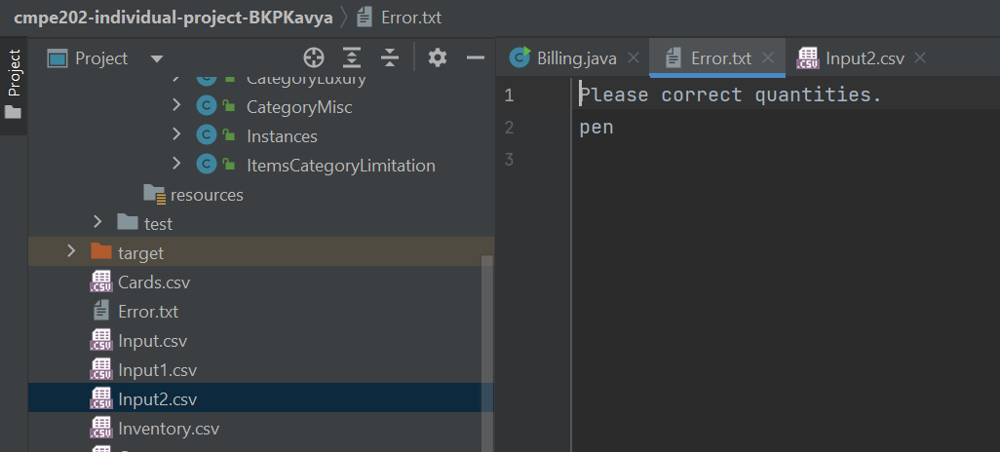 cmpe202-individual-project-BKPKavya Error.txt
Project
Project
Billing.java Error.txt Input2.csv
CategoryLuxury
CategoryMisc
Instances
ItemsCategoryLimitation
resources
test
target
Cards.csv
Error.txt
Input.csv
Input1.csv
Input2.csv
Inventory.csv
1 Please correct quantities.
2 pen
3